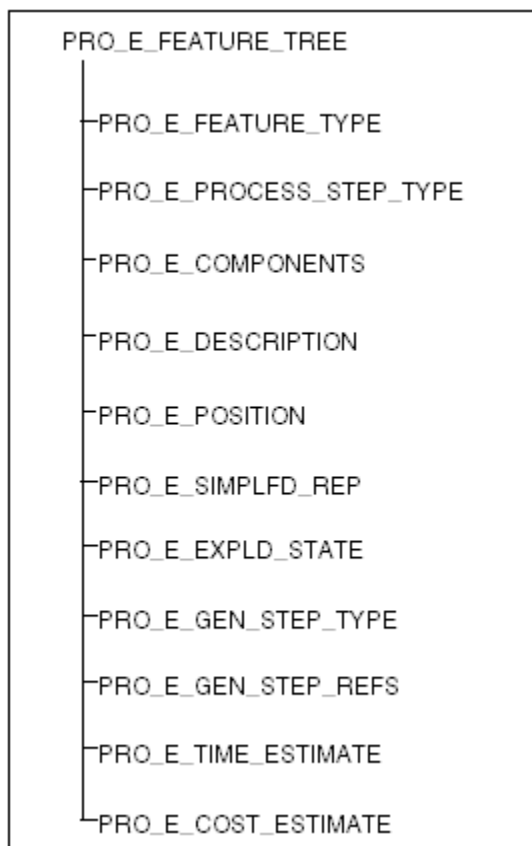 PRO_E_FEATURE_TREE
PRO_E_FEATURE_TYPE
PRO_E_PROCESS_STEP_TYPE
PRO_E_COMPONENTS
PRO_E_DESCRIPTION
PRO_E_POSITION
PRO_E_SIMPLFD_REP
PRO_E_EXPLD_STATE
PRO_E_GEN_STEP_TYPE
PRO_E_GEN_STEP_REFS
PRO_E_TIME_ESTIMATE
PRO_E_COST_ESTIMATE